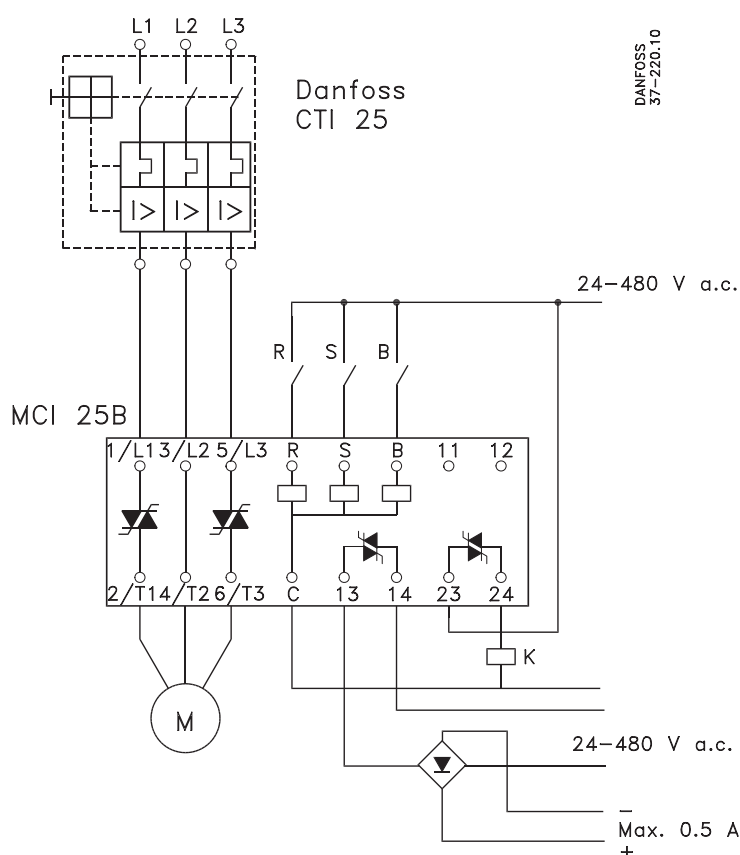 L1 L2 L3
DANFOSS
37-220.10
Danfoss
CTI 25
I> I> I>
24-480 V a.c.
R S B
MCI 25B
1/L1 3/L2 5/L3 R S B 11 12
2/T1 4/T2 6/T3 C 13 14 23 24
K
M
24-480 V a.c.
−
Max. 0.5 A
+